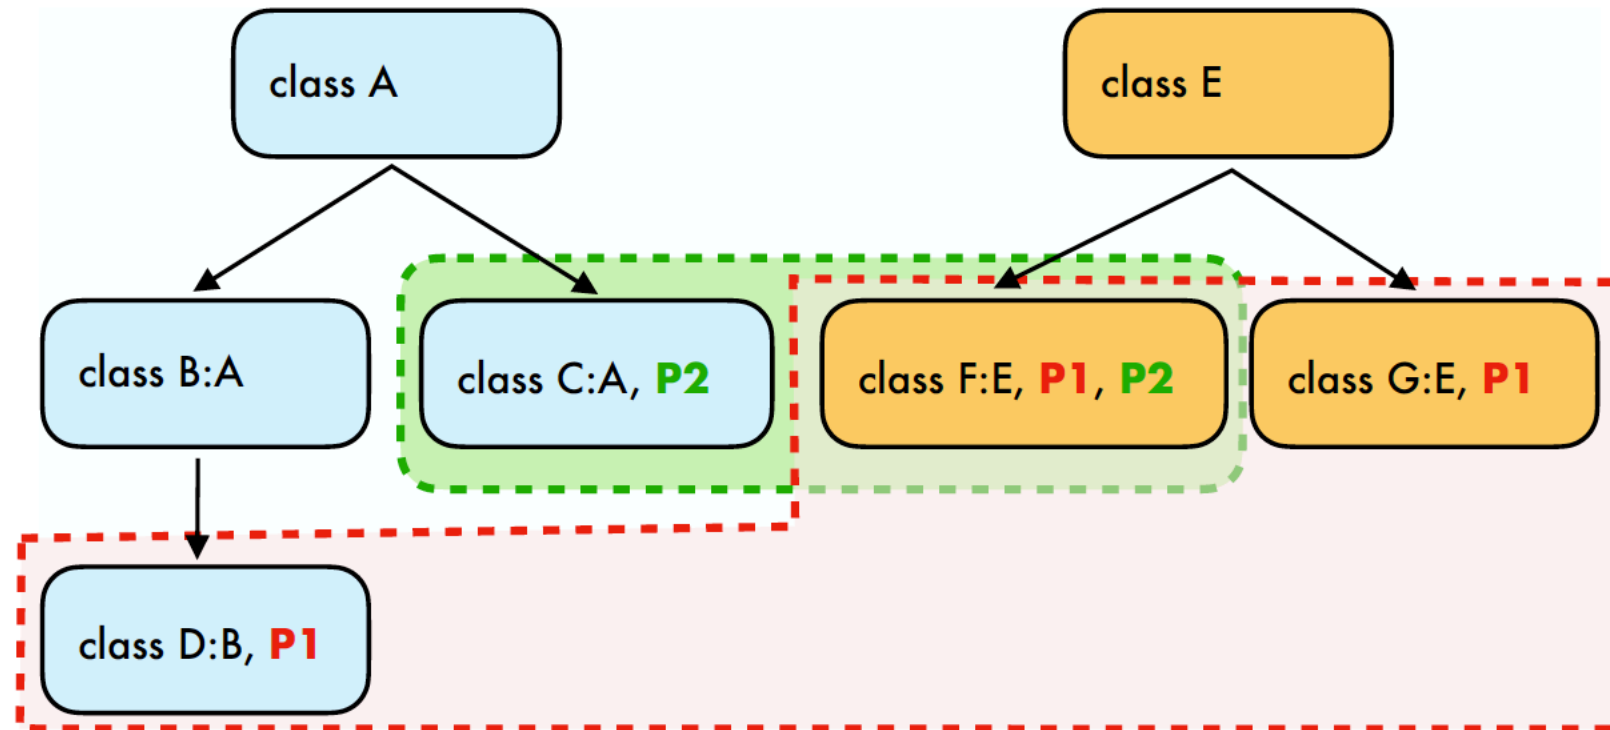 class A
class E
class B:A
class C:A, P2
class F:E, P1, P2
class G:E, P1
class D:B, P1